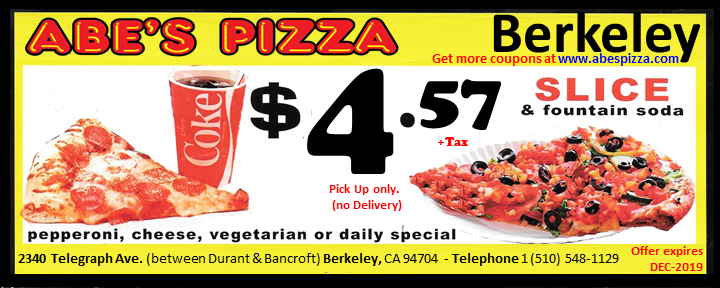 ABE'S PIZZA
Berkeley
Get more coupons at www.abespizza.com
Coke
$4.57
+Tax
SLICE
& fountain soda
Pick Up only.
(no Delivery)
pepperoni, cheese, vegetarian or daily special
2340 Telegraph Ave. (between Durant & Bancroft) Berkeley, CA 94704 - Telephone 1 (510) 548-1129
Offer expires
DEC-2019